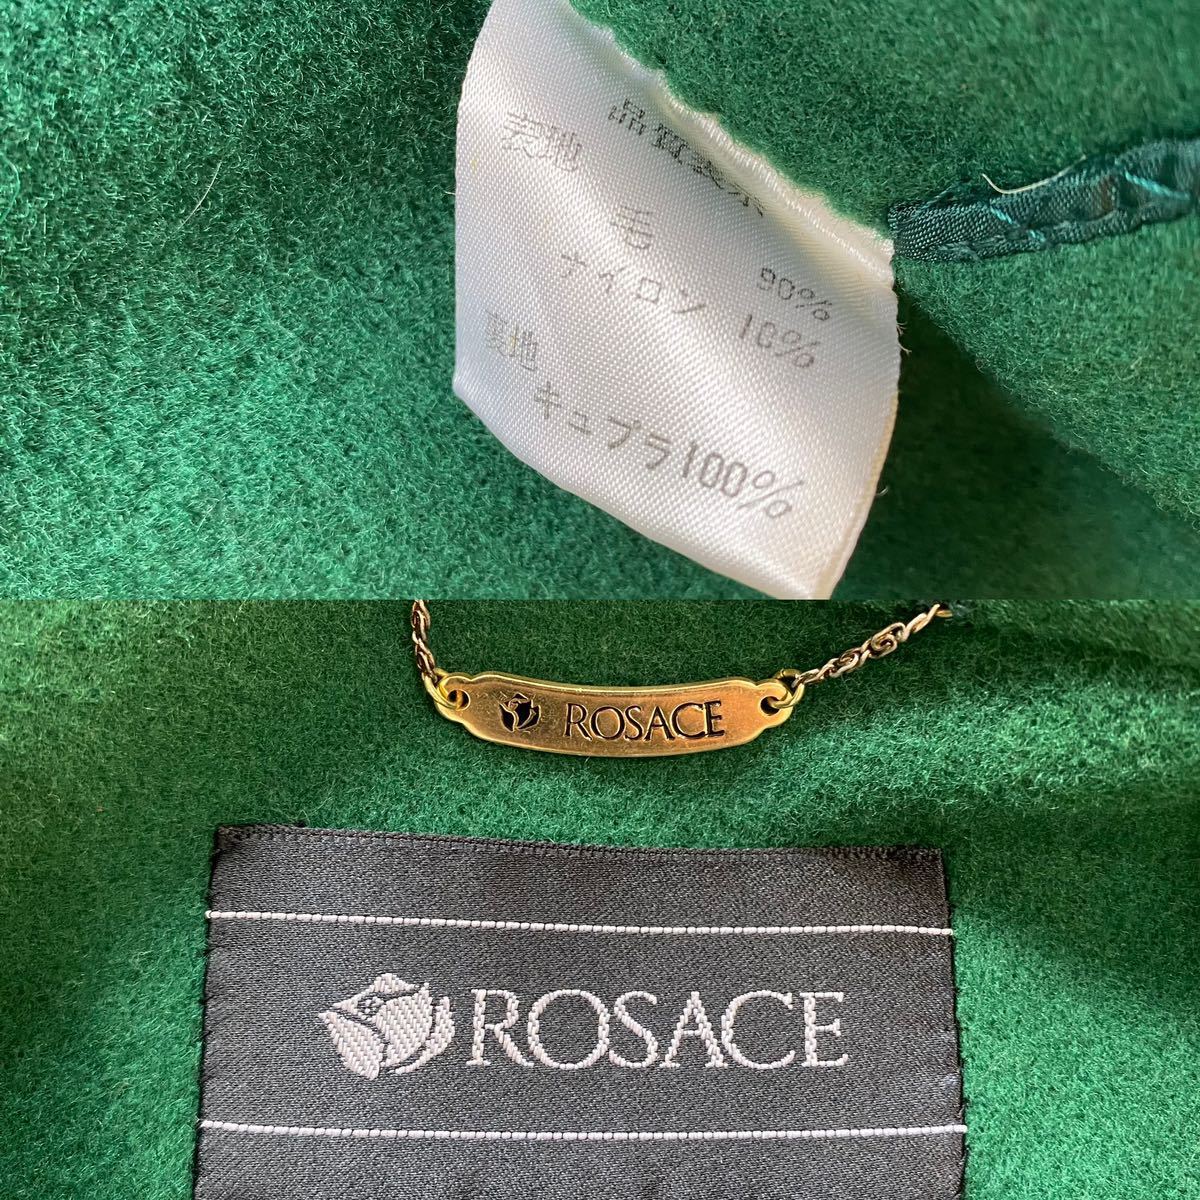 品質表示
表地
毛 90%
ナイロン 10%
裏地
キュプラ100%
ROSACE
ROSACE